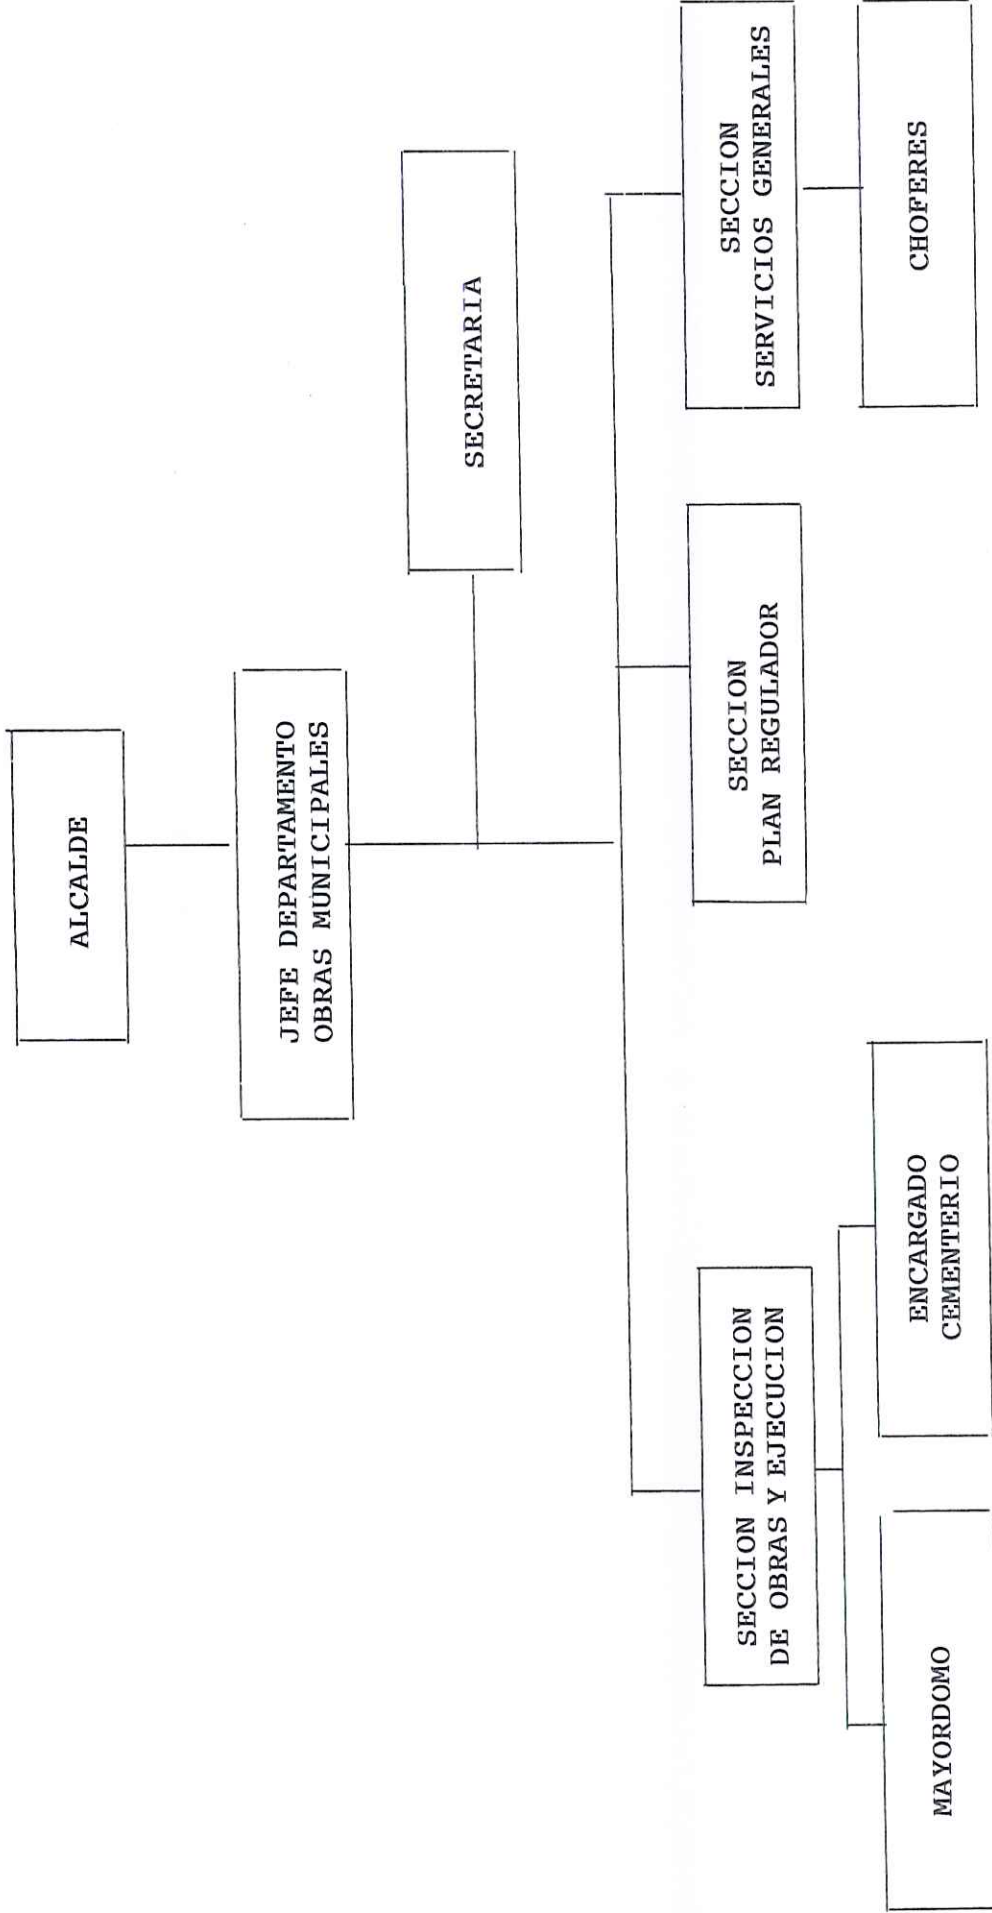 ALCALDE
JEFE DEPARTAMENTO
OBRAS MUNICIPALES
SECRETARIA
SECCION INSPECCION
DE OBRAS Y EJECUCION
SECCION
PLAN REGULADOR
SECCION
SERVICIOS GENERALES
MAYORDOMO
ENCARGADO
CEMENTERIO
CHOFERES